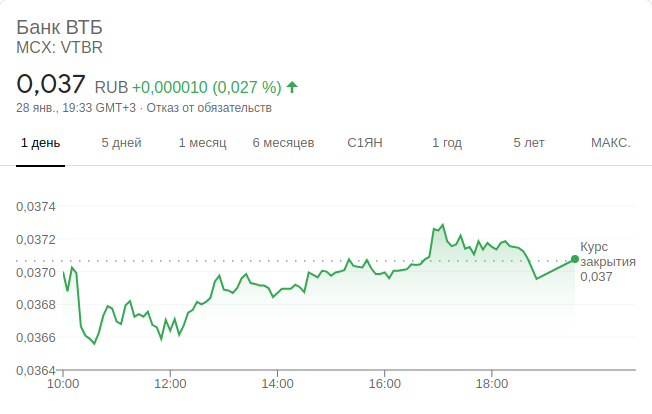 Банк ВТБ
MCX: VTBR
0,037 RUB +0,000010 (0,027 %)
28 янв., 19:33 GMT+3 · Отказ от обязательств
1 день 5 дней 1 месяц 6 месяцев С1ЯН 1 год 5 лет МАКС.
0,0374
0,0372
0,0370
0,0368
0,0366
0,0364
Курс
закрытия
0,037
10:00 12:00 14:00 16:00 18:00